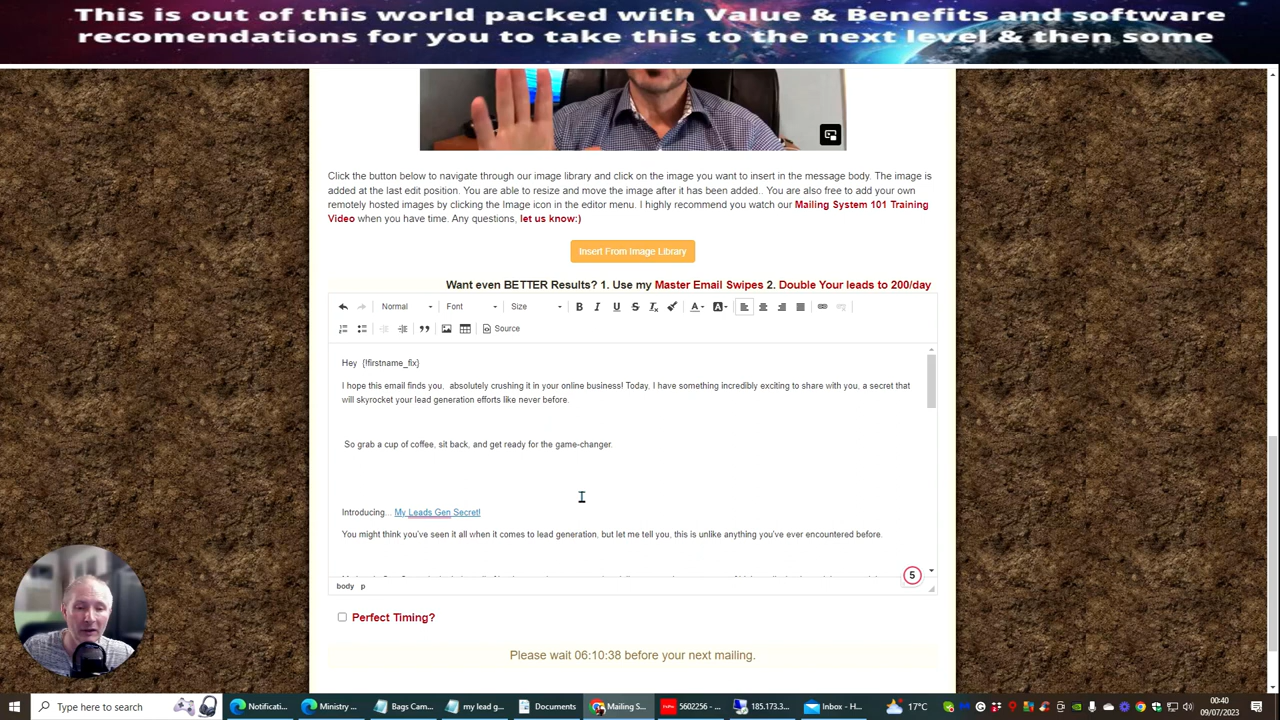 This is out of this world packed with Value & Benefits and software
recomendations for you to take this to the next level & then some
Click the button below to navigate through our image library and click on the image you want to insert in the message body. The image is
added at the last edit position. You are able to resize and move the image after it has been added.. You are also free to add your own
remotely hosted images by clicking the Image icon in the editor menu. I highly recommend you watch our Mailing System 101 Training
Video when you have time. Any questions, let us know:)
Insert From Image Library
Want even BETTER Results? 1. Use my Master Email Swipes 2. Double Your leads to 200/day
Normal Font Size B I U S Tx A A
Source
Hey {!firstname_fix}
I hope this email finds you, absolutely crushing it in your online business! Today, I have something incredibly exciting to share with you, a secret that
will skyrocket your lead generation efforts like never before.
So grab a cup of coffee, sit back, and get ready for the game-changer.
Introducing... My Leads Gen Secret!
You might think you've seen it all when it comes to lead generation, but let me tell you, this is unlike anything you've ever encountered before.
5
body p
Perfect Timing?
Please wait 06:10:38 before your next mailing.
Type here to search Notificati... Ministry ... Bags Cam... my lead g... Documents Mailing S... 5602256 -... 185.173.3... Inbox - H... 17°C 00:40
09/07/2023